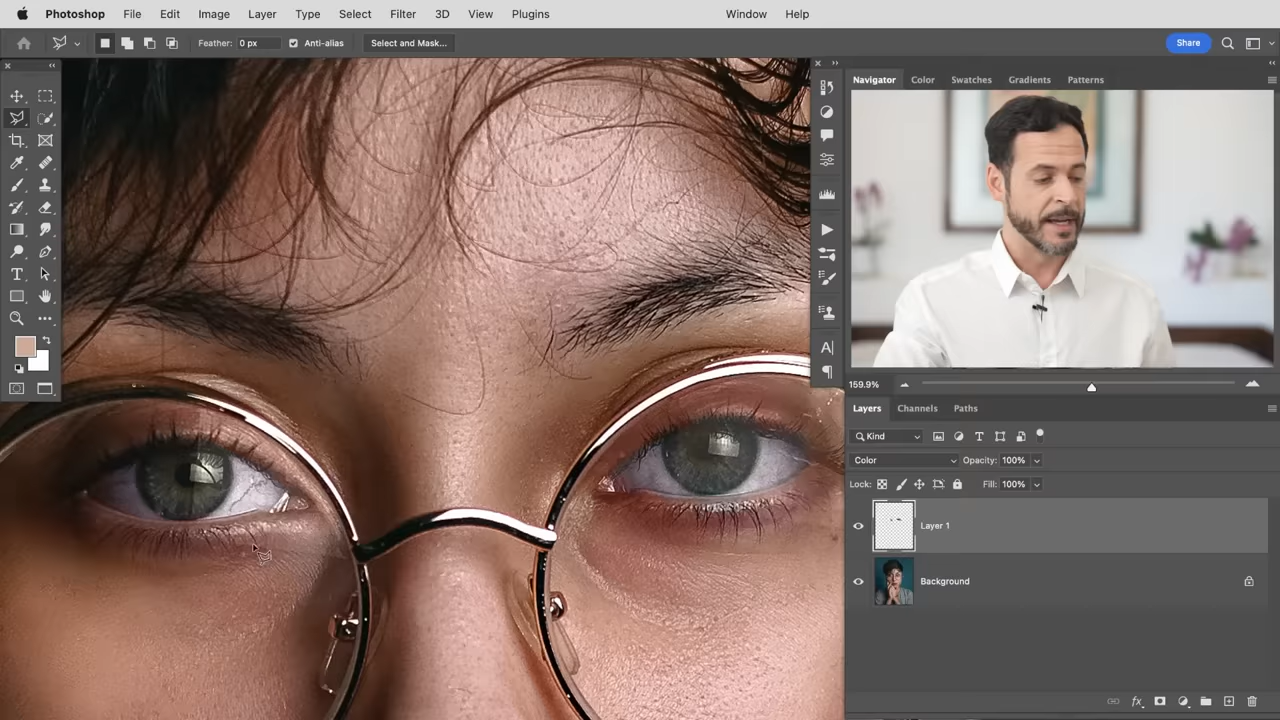 Photoshop File Edit Image Layer Type Select Filter 3D View Plugins Window Help
Feather: 0 px Anti-alias Select and Mask... Share
Navigator Color Swatches Gradients Patterns
159.9%
Layers Channels Paths
Kind
Color Opacity: 100%
Lock: Fill: 100%
Layer 1
Background